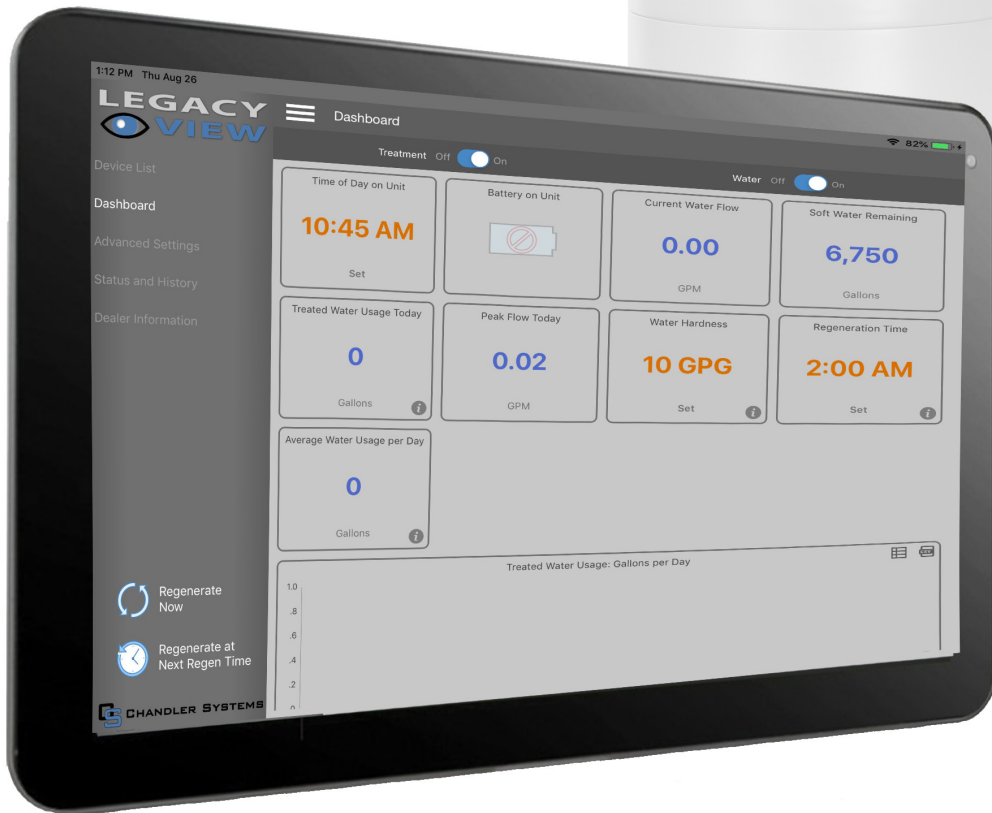 1:12 PM Thu Aug 26
82%
LEGACY
VIEW
Dashboard
Treatment Off On
Water Off On
Device List
Dashboard
Advanced Settings
Status and History
Dealer Information
Time of Day on Unit
10:45 AM
Set
Battery on Unit
Current Water Flow
0.00
GPM
Soft Water Remaining
6,750
Gallons
Treated Water Usage Today
0
Gallons
i
Peak Flow Today
0.02
GPM
Water Hardness
10 GPG
Set
i
Regeneration Time
2:00 AM
Set
i
Average Water Usage per Day
0
Gallons
i
Treated Water Usage: Gallons per Day
1.0
.8
.6
.4
.2
0
Regenerate
Now
Regenerate at
Next Regen Time
CS CHANDLER SYSTEMS